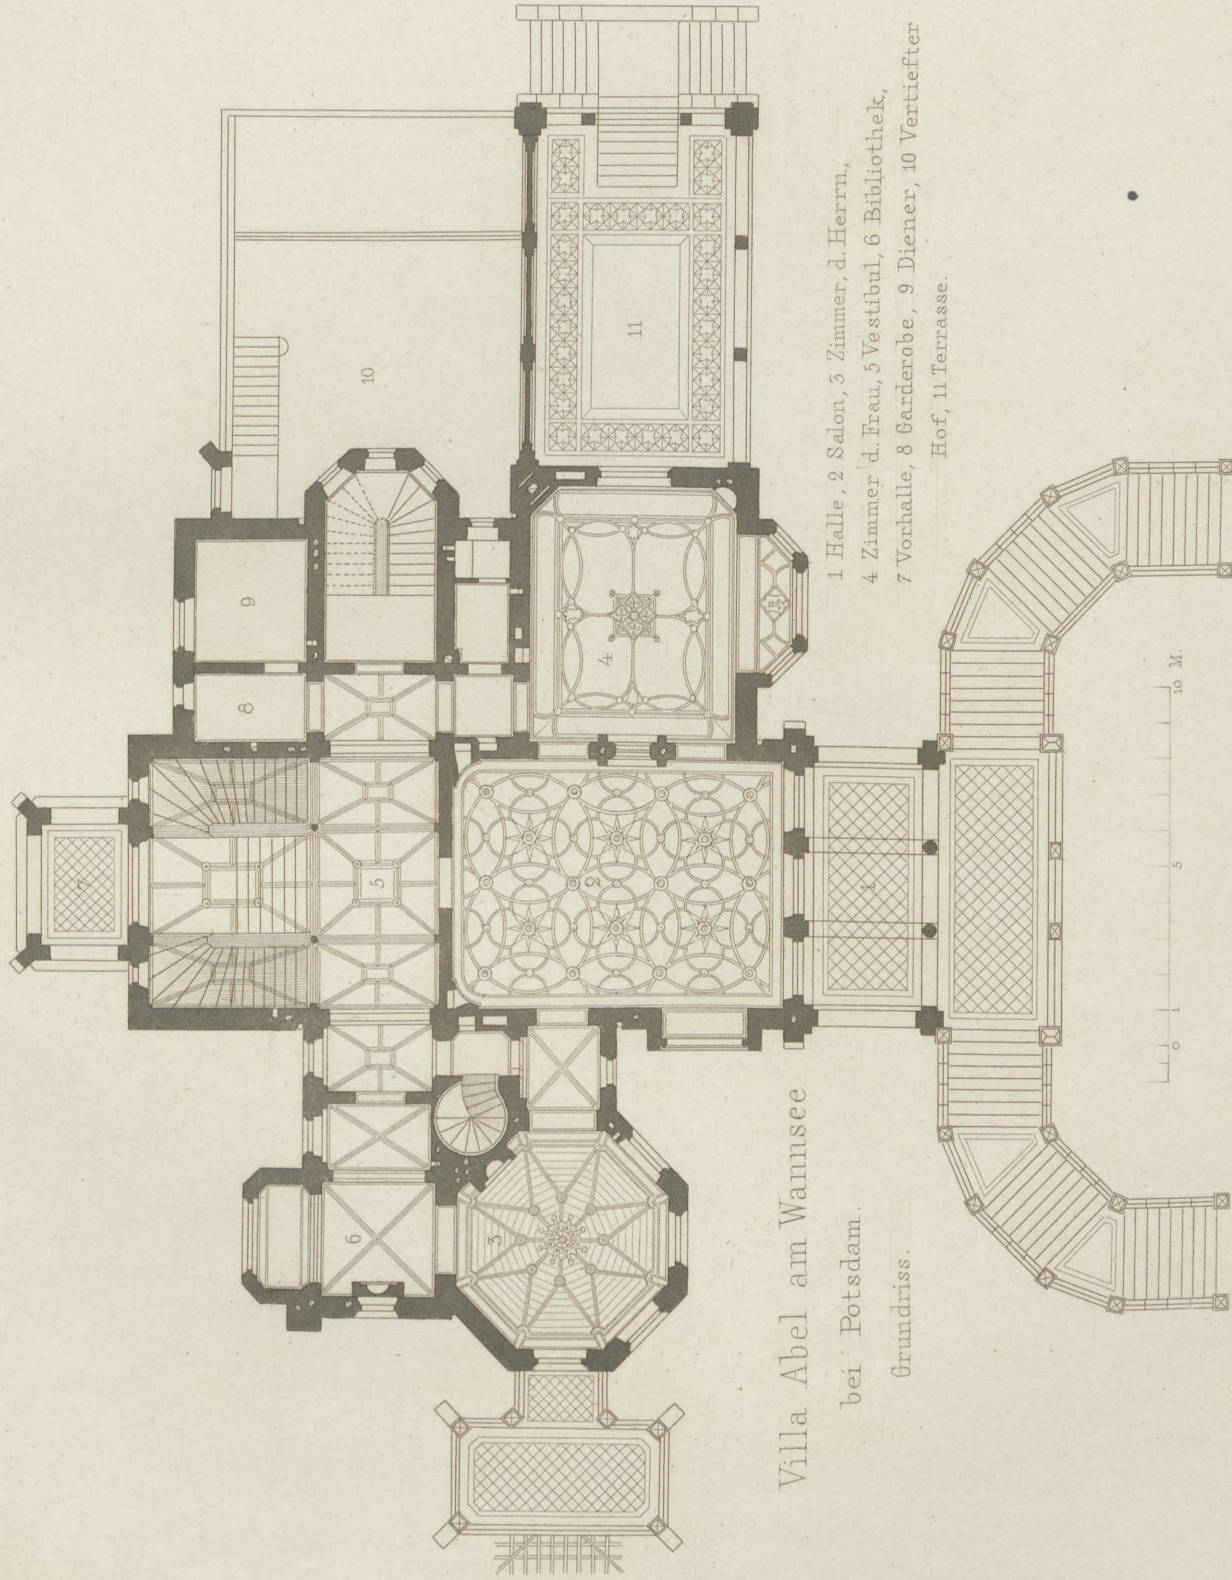 Villa Abel am Wannsee
bei Potsdam.
Grundriss.
1 Halle, 2 Salon, 3 Zimmer, d. Herrn,
4 Zimmer d. Frau, 5 Vestibul, 6 Bibliothek,
7 Vorhalle, 8 Garderobe, 9 Diener, 10 Vertiefter
Hof, 11 Terrasse.
7
5
8
9
10
6
3
2
4
11
1
0 1 5 10 M.